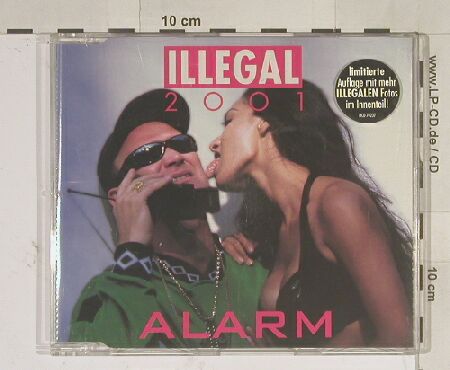 10 cm
ILLEGAL
2001
limitierte
Auflage mit mehr
ILLEGALEN Fotos
im Innenteil!
ALARM
www.LP-CD.de / CD
10 cm